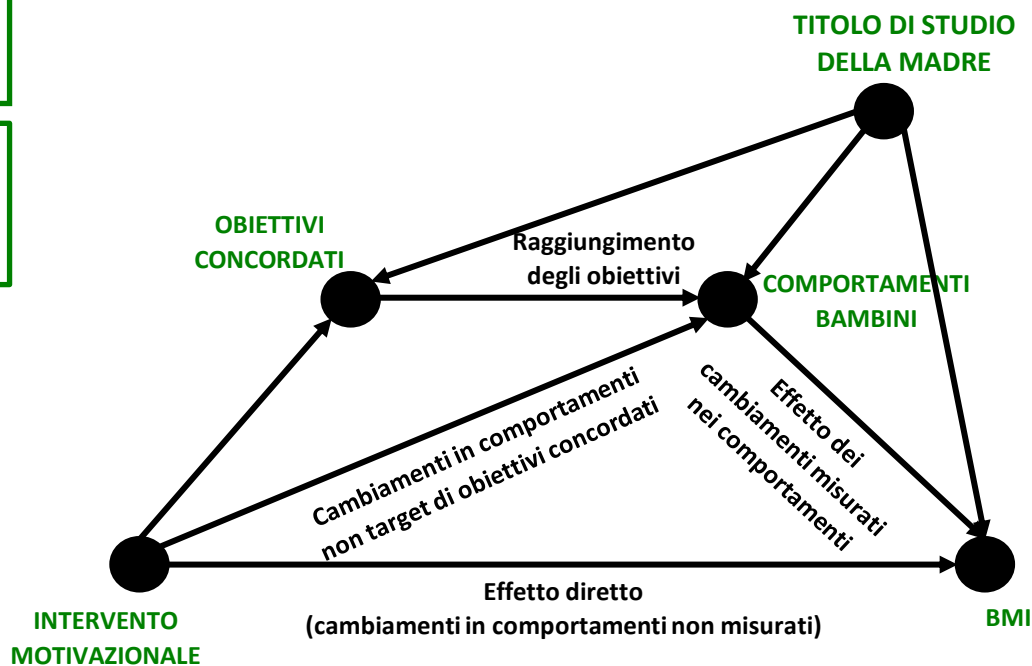 TITOLO DI STUDIO
DELLA MADRE
OBIETTIVI
CONCORDATI
Raggiungimento
degli obiettivi
COMPORTAMENTI
BAMBINI
Cambiamenti in comportamenti
non target di obiettivi concordati
Effetto dei
cambiamenti misurati
nei comportamenti
Effetto diretto
(cambiamenti in comportamenti non misurati)
INTERVENTO
MOTIVAZIONALE
BMI